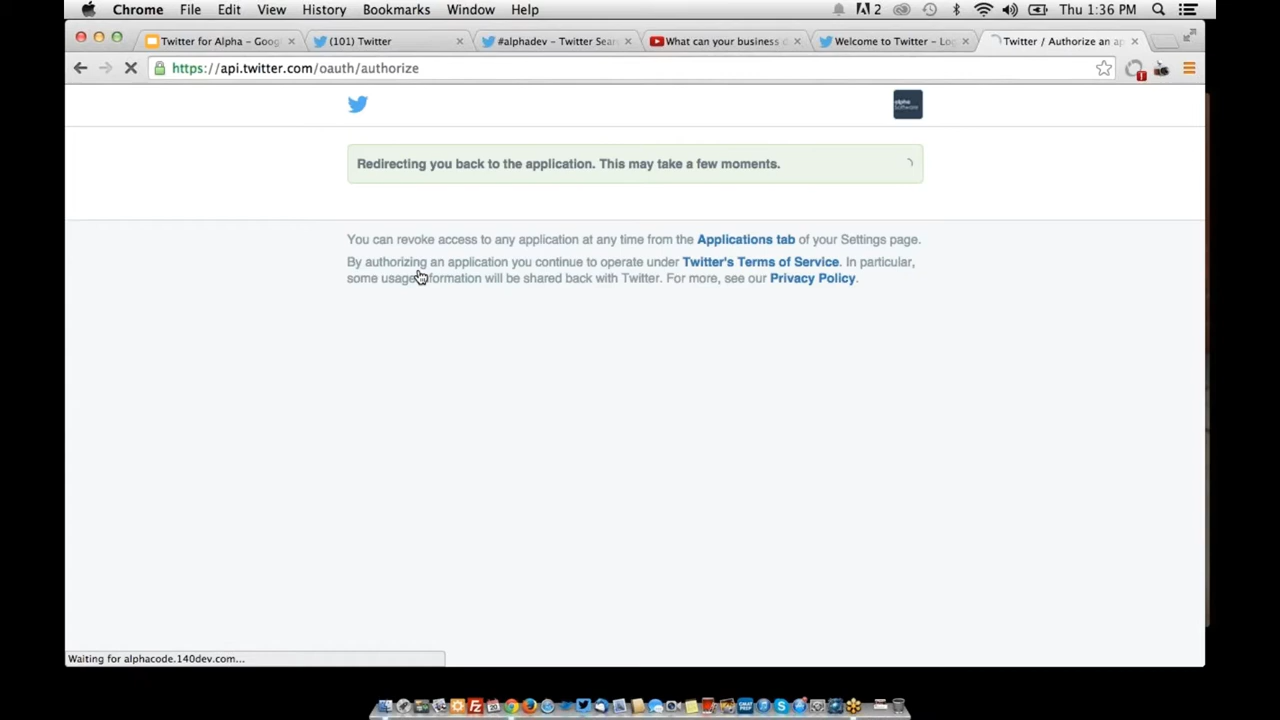 Chrome File Edit View History Bookmarks Window Help 2 Thu 1:36 PM
Twitter for Alpha – Goog (101) Twitter #alphadev – Twitter Sear What can your business d Welcome to Twitter – Log Twitter / Authorize an ap
https://api.twitter.com/oauth/authorize 1
alpha Software
Redirecting you back to the application. This may take a few moments.
You can revoke access to any application at any time from the Applications tab of your Settings page.
By authorizing an application you continue to operate under Twitter's Terms of Service. In particular,
some usage information will be shared back with Twitter. For more, see our Privacy Policy.
Waiting for alphacode.140dev.com...